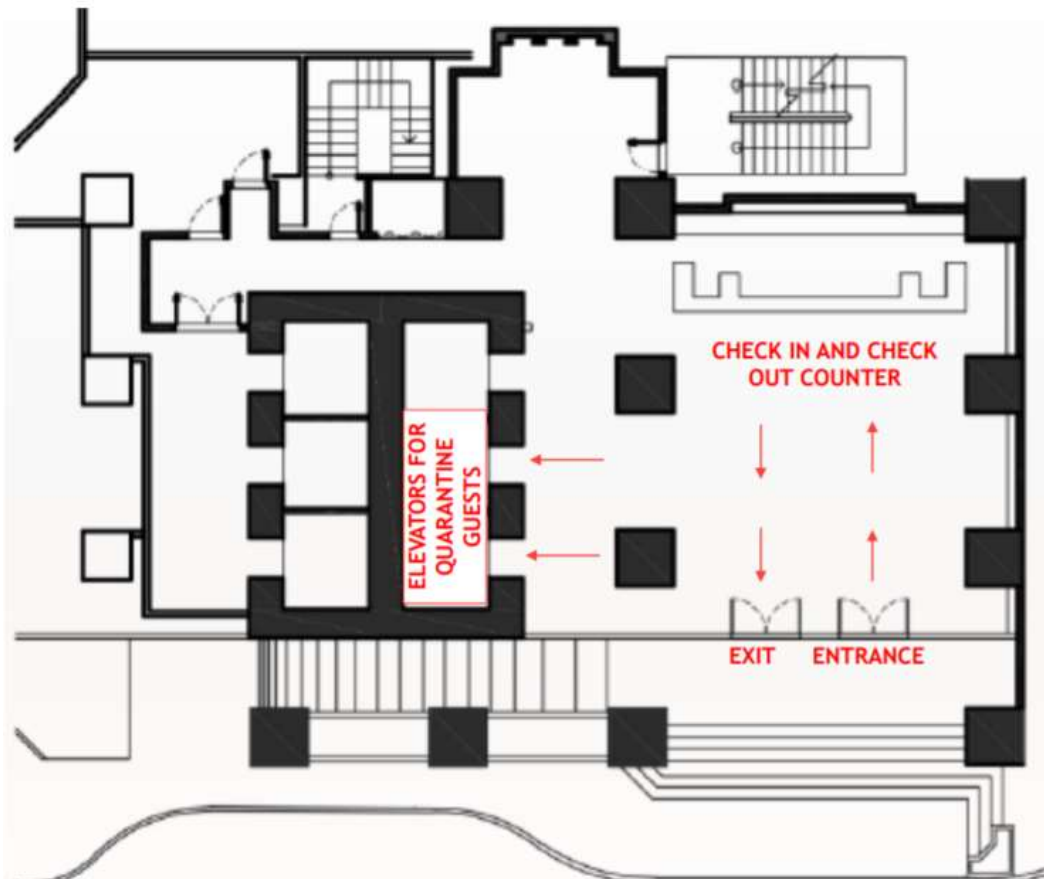 CHECK IN AND CHECK
OUT COUNTER
ELEVATORS FOR
QUARANTINE
GUESTS
EXIT
ENTRANCE